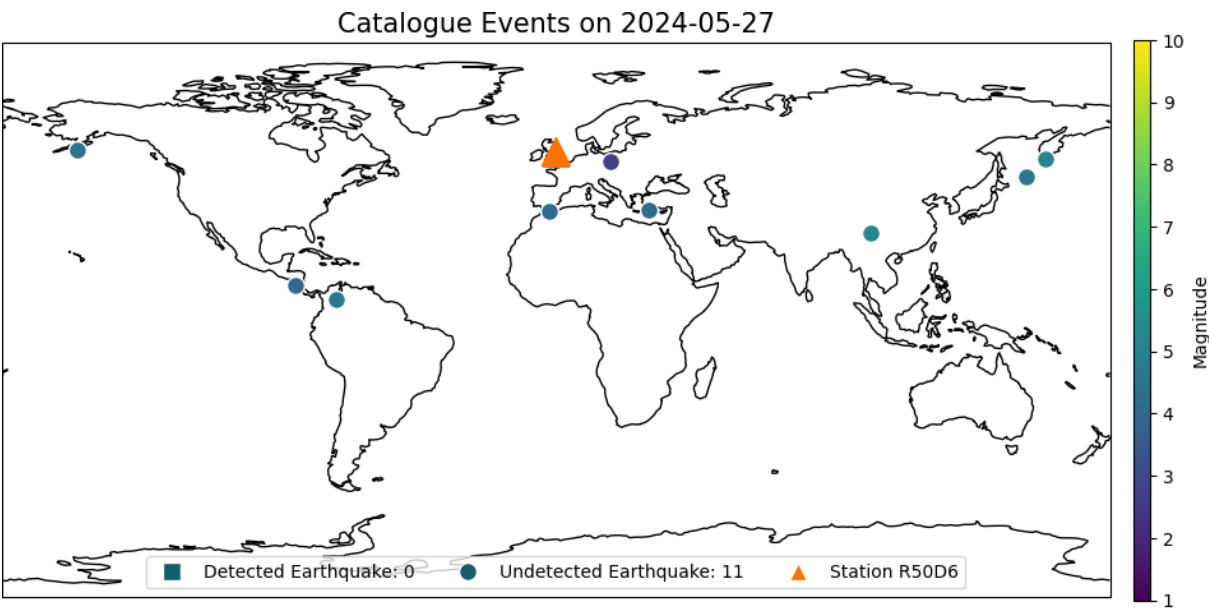 Catalogue Events on 2024-05-27
10
9
8
7
6
5
4
3
2
1
Magnitude
Detected Earthquake: 0
Undetected Earthquake: 11
Station R50D6